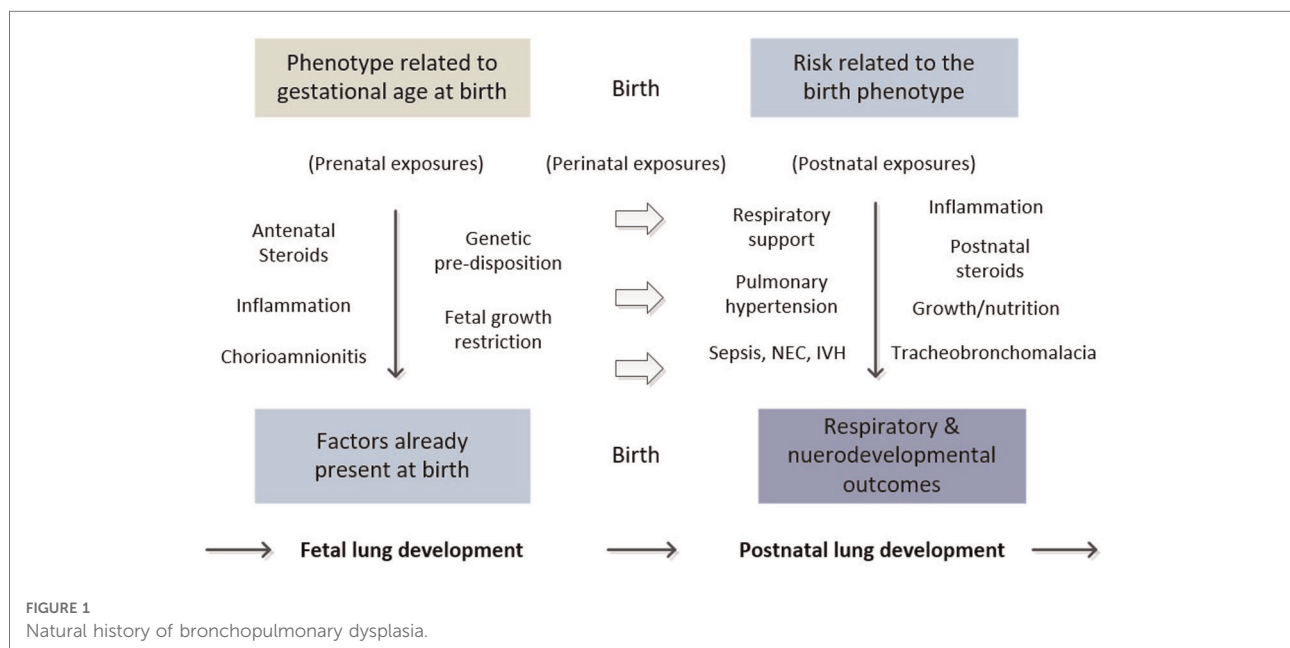 Phenotype related to
gestational age at birth
Birth
Risk related to the
birth phenotype
(Prenatal exposures)
(Perinatal exposures)
(Postnatal exposures)
Antenatal
Steroids
Inflammation
Chorioamnionitis
Genetic
pre-disposition
Fetal growth
restriction
Respiratory
support
Pulmonary
hypertension
Sepsis, NEC, IVH
Inflammation
Postnatal
steroids
Growth/nutrition
Tracheobronchomalacia
Factors already
present at birth
Birth
Respiratory &
nuerodevelopmental
outcomes
Fetal lung development
Postnatal lung development
FIGURE 1
Natural history of bronchopulmonary dysplasia.